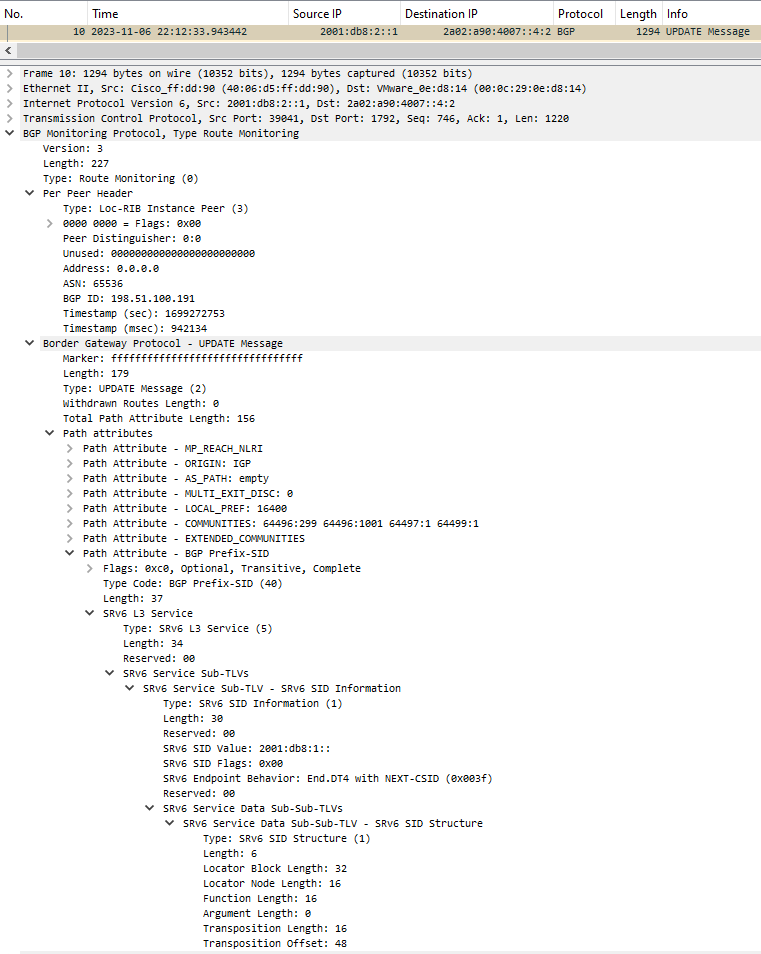 No. Time Source IP Destination IP Protocol Length Info
10 2023-11-06 22:12:33.943442 2001:db8:2::1 2a02:a90:4007::4:2 BGP 1294 UPDATE Message
Frame 10: 1294 bytes on wire (10352 bits), 1294 bytes captured (10352 bits)
Ethernet II, Src: Cisco_ff:dd:90 (40:06:d5:ff:dd:90), Dst: VMware_0e:d8:14 (00:0c:29:0e:d8:14)
Internet Protocol Version 6, Src: 2001:db8:2::1, Dst: 2a02:a90:4007::4:2
Transmission Control Protocol, Src Port: 39041, Dst Port: 1792, Seq: 746, Ack: 1, Len: 1220
BGP Monitoring Protocol, Type Route Monitoring
Version: 3
Length: 227
Type: Route Monitoring (0)
Per Peer Header
Type: Loc-RIB Instance Peer (3)
0000 0000 = Flags: 0x00
Peer Distinguisher: 0:0
Unused: 000000000000000000000000
Address: 0.0.0.0
ASN: 65536
BGP ID: 198.51.100.191
Timestamp (sec): 1699272753
Timestamp (msec): 942134
Border Gateway Protocol - UPDATE Message
Marker: ffffffffffffffffffffffffffffffff
Length: 179
Type: UPDATE Message (2)
Withdrawn Routes Length: 0
Total Path Attribute Length: 156
Path attributes
Path Attribute - MP_REACH_NLRI
Path Attribute - ORIGIN: IGP
Path Attribute - AS_PATH: empty
Path Attribute - MULTI_EXIT_DISC: 0
Path Attribute - LOCAL_PREF: 16400
Path Attribute - COMMUNITIES: 64496:299 64496:1001 64497:1 64499:1
Path Attribute - EXTENDED_COMMUNITIES
Path Attribute - BGP Prefix-SID
Flags: 0xc0, Optional, Transitive, Complete
Type Code: BGP Prefix-SID (40)
Length: 37
SRv6 L3 Service
Type: SRv6 L3 Service (5)
Length: 34
Reserved: 00
SRv6 Service Sub-TLVs
SRv6 Service Sub-TLV - SRv6 SID Information
Type: SRv6 SID Information (1)
Length: 30
Reserved: 00
SRv6 SID Value: 2001:db8:1::
SRv6 SID Flags: 0x00
SRv6 Endpoint Behavior: End.DT4 with NEXT-CSID (0x003f)
Reserved: 00
SRv6 Service Data Sub-Sub-TLVs
SRv6 Service Data Sub-Sub-TLV - SRv6 SID Structure
Type: SRv6 SID Structure (1)
Length: 6
Locator Block Length: 32
Locator Node Length: 16
Function Length: 16
Argument Length: 0
Transposition Length: 16
Transposition Offset: 48